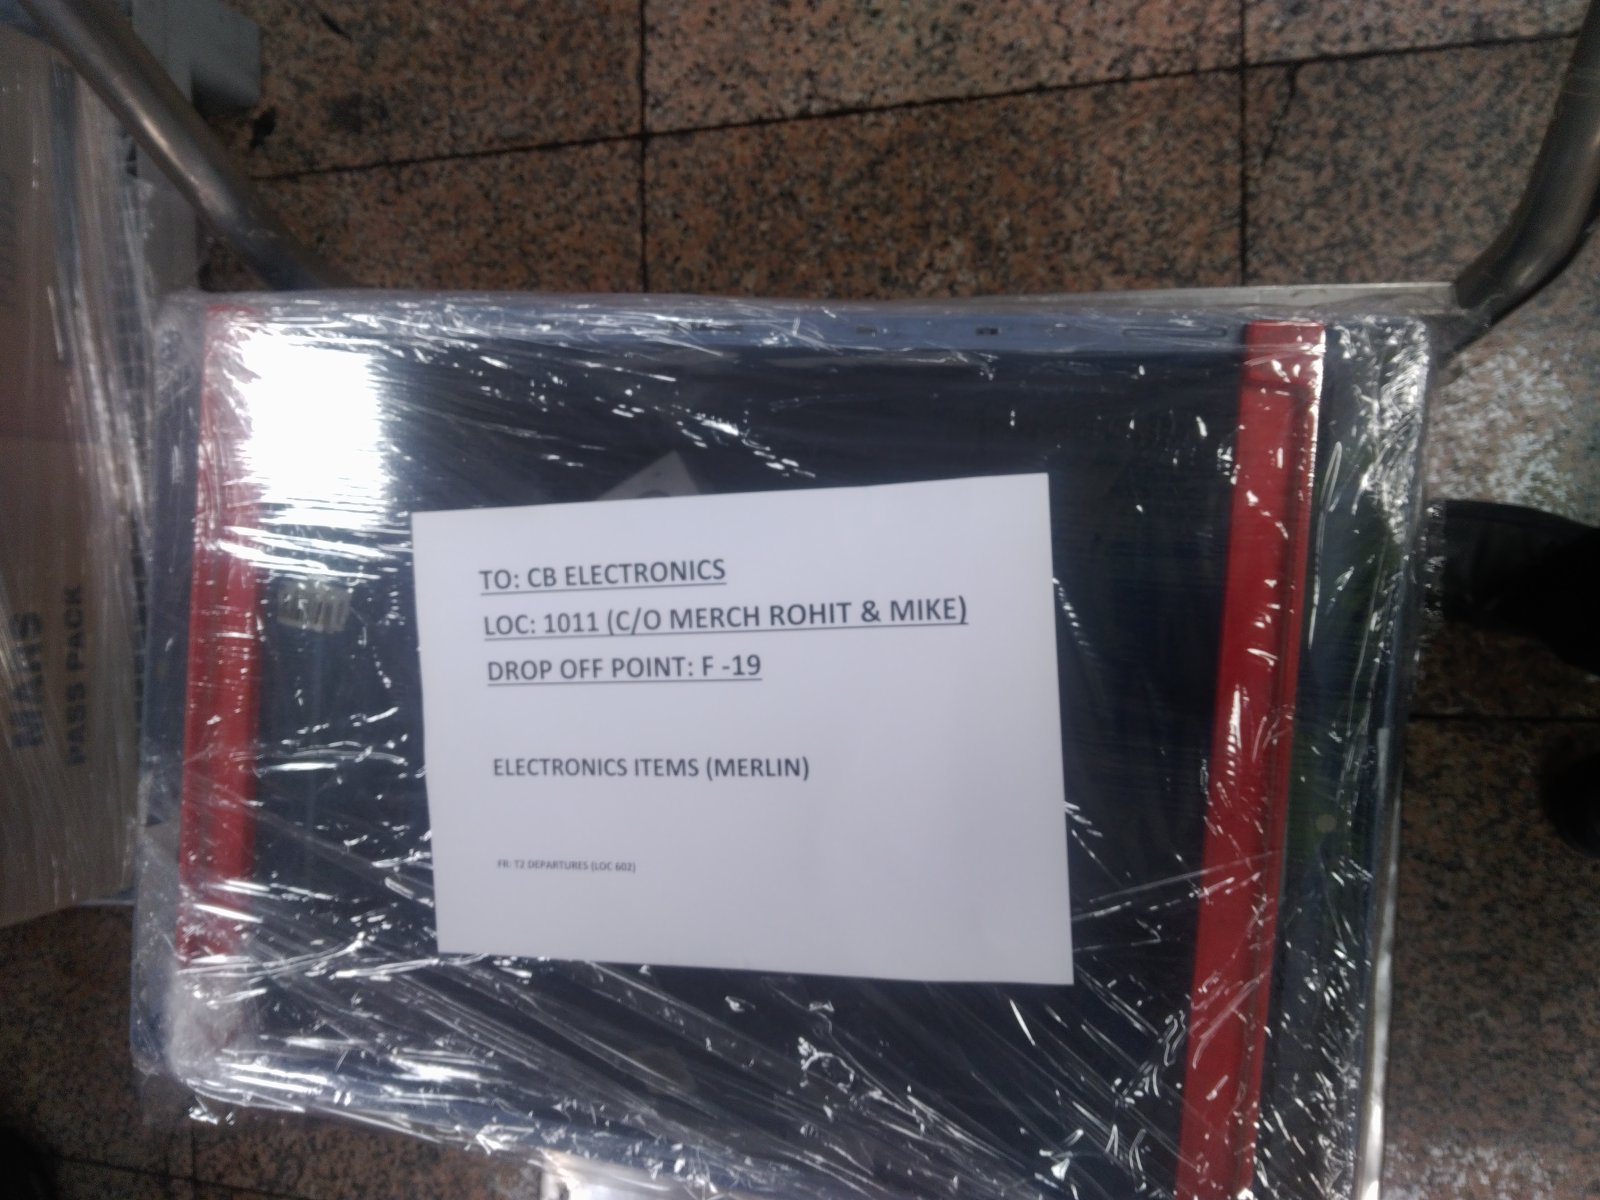 TO: CB ELECTRONICS
LOC: 1011 (C/O MERCH ROHIT & MIKE)
DROP OFF POINT: F -19
ELECTRONICS ITEMS (MERLIN)
FR: T2 DEPARTURES (LOC 602)
MARS
PASS PACK